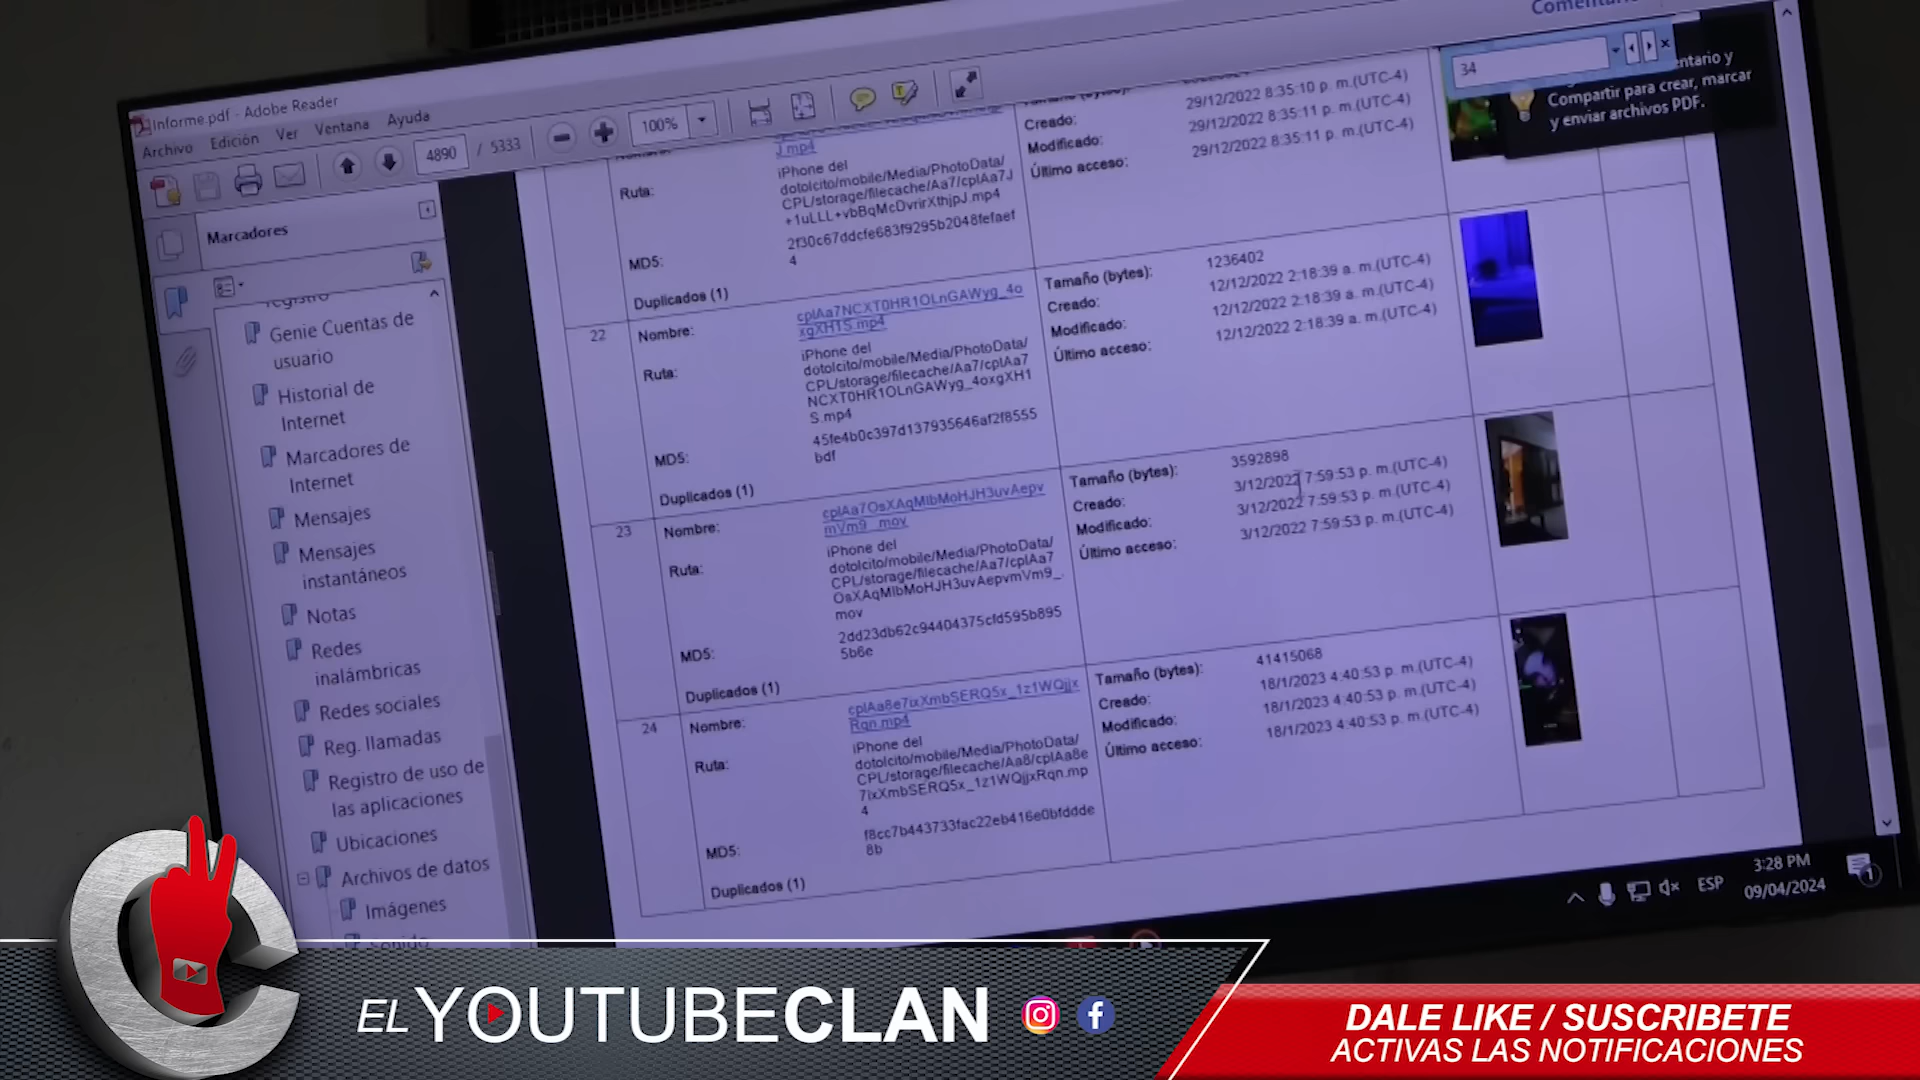 Informe.pdf - Adobe Reader
Archivo Edición Ver Ventana Ayuda
4890 / 5333
100%
34
Compartir para crear, marcar
y enviar archivos PDF.
Marcadores
Genie Cuentas de
usuario
Historial de
Internet
Marcadores de
Internet
Mensajes
Mensajes
instantáneos
Notas
Redes
inalámbricas
Redes sociales
Reg. llamadas
Registro de uso de
las aplicaciones
Ubicaciones
Archivos de datos
Imágenes
J.mp4
Ruta:
iPhone del
dotolcito/mobile/Media/PhotoData/
CPL/storage/filecache/Aa7/cplAa7J
+1uLLL+vbBqMcDvrirXthjpJ.mp4
MD5:
2f30c67ddcfe683f9295b2048fefaef
4
Duplicados (1)
29/12/2022 8:35:10 p. m.(UTC-4)
Creado:
29/12/2022 8:35:11 p. m.(UTC-4)
Modificado:
29/12/2022 8:35:11 p. m.(UTC-4)
Último acceso:
22
Nombre:
cplAa7NCXT0HR1OLnGAWyg_4o
xgXH1S.mp4
Ruta:
iPhone del
dotolcito/mobile/Media/PhotoData/
CPL/storage/filecache/Aa7/cplAa7
NCXT0HR1OLnGAWyg_4oxgXH1
S.mp4
MD5:
45fe4b0c397d137935646af2f8555
bdf
Duplicados (1)
Tamaño (bytes): 1236402
Creado: 12/12/2022 2:18:39 a. m.(UTC-4)
Modificado: 12/12/2022 2:18:39 a. m.(UTC-4)
Último acceso: 12/12/2022 2:18:39 a. m.(UTC-4)
23
Nombre:
cplAa7OsXAqMIbMoHJH3uvAepv
mVm9_.mov
Ruta:
iPhone del
dotolcito/mobile/Media/PhotoData/
CPL/storage/filecache/Aa7/cplAa7
OsXAqMIbMoHJH3uvAepvmVm9_.
mov
MD5:
2dd23db62c94404375cfd595b895
5b6e
Duplicados (1)
Tamaño (bytes): 3592898
Creado: 3/12/2022 7:59:53 p. m.(UTC-4)
Modificado: 3/12/2022 7:59:53 p. m.(UTC-4)
Último acceso: 3/12/2022 7:59:53 p. m.(UTC-4)
24
Nombre:
cplAa8e7ixXmbSERQ5x_1z1WQjjx
Rqn.mp4
Ruta:
iPhone del
dotolcito/mobile/Media/PhotoData/
CPL/storage/filecache/Aa8/cplAa8e
7ixXmbSERQ5x_1z1WQjjxRqn.mp
4
MD5:
f8cc7b443733fac22eb416e0bfddde
8b
Duplicados (1)
Tamaño (bytes): 41415068
Creado: 18/1/2023 4:40:53 p. m.(UTC-4)
Modificado: 18/1/2023 4:40:53 p. m.(UTC-4)
Último acceso: 18/1/2023 4:40:53 p. m.(UTC-4)
ESP
3:28 PM
09/04/2024
1
EL YOUTUBECLAN
DALE LIKE / SUSCRIBETE
ACTIVAS LAS NOTIFICACIONES